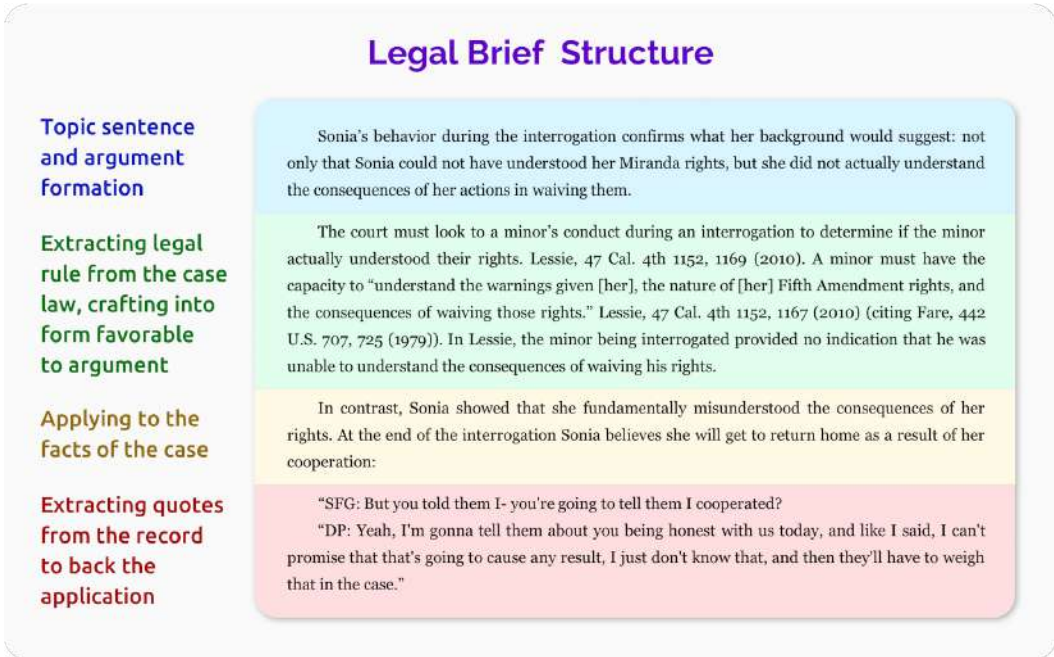 Legal Brief Structure
Topic sentence
and argument
formation
Sonia's behavior during the interrogation confirms what her background would suggest: not
only that Sonia could not have understood her Miranda rights, but she did not actually understand
the consequences of her actions in waiving them.
Extracting legal
rule from the case
law, crafting into
form favorable
to argument
The court must look to a minor's conduct during an interrogation to determine if the minor
actually understood their rights. Lessie, 47 Cal. 4th 1152, 1169 (2010). A minor must have the
capacity to “understand the warnings given [her], the nature of [her] Fifth Amendment rights, and
the consequences of waiving those rights.” Lessie, 47 Cal. 4th 1152, 1167 (2010) (citing Fare, 442
U.S. 707, 725 (1979)). In Lessie, the minor being interrogated provided no indication that he was
unable to understand the consequences of waiving his rights.
Applying to the
facts of the case
In contrast, Sonia showed that she fundamentally misunderstood the consequences of her
rights. At the end of the interrogation Sonia believes she will get to return home as a result of her
cooperation:
Extracting quotes
from the record
to back the
application
“SFG: But you told them I- you're going to tell them I cooperated?
“DP: Yeah, I'm gonna tell them about you being honest with us today, and like I said, I can't
promise that that's going to cause any result, I just don't know that, and then they'll have to weigh
that in the case.”